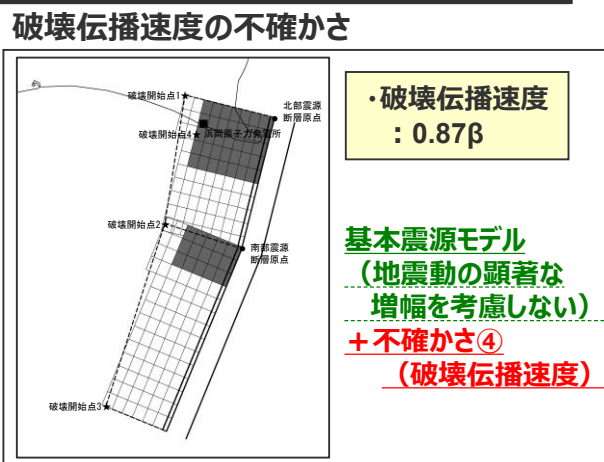 破壊伝播速度の不確かさ
破壊開始点1★
北部震源
断層原点
破壊開始点4★
浜岡原子力発電所
破壊開始点2★
南部震源
断層原点
破壊開始点3★
・破壊伝播速度
：0.87β
基本震源モデル
（地震動の顕著な
増幅を考慮しない）
＋不確かさ④
（破壊伝播速度）